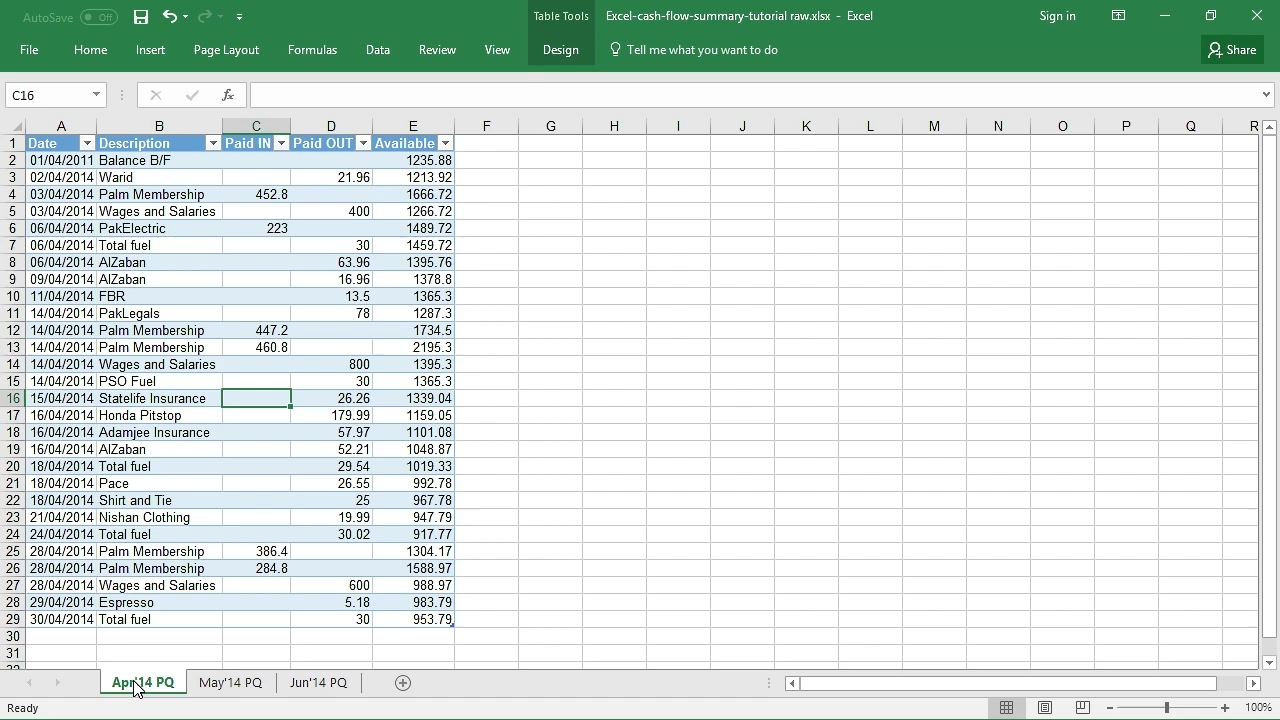 AutoSave Off Table Tools Excel-cash-flow-summary-tutorial raw.xlsx - Excel Sign in
File Home Insert Page Layout Formulas Data Review View Design Tell me what you want to do Share
C16 fx
A B C D E F G H I J K L M N O P Q R
1 Date Description Paid IN Paid OUT Available
2 01/04/2011 Balance B/F 1235.88
3 02/04/2014 Warid 21.96 1213.92
4 03/04/2014 Palm Membership 452.8 1666.72
5 03/04/2014 Wages and Salaries 400 1266.72
6 06/04/2014 PakElectric 223 1489.72
7 06/04/2014 Total fuel 30 1459.72
8 06/04/2014 AlZaban 63.96 1395.76
9 09/04/2014 AlZaban 16.96 1378.8
10 11/04/2014 FBR 13.5 1365.3
11 14/04/2014 PakLegals 78 1287.3
12 14/04/2014 Palm Membership 447.2 1734.5
13 14/04/2014 Palm Membership 460.8 2195.3
14 14/04/2014 Wages and Salaries 800 1395.3
15 14/04/2014 PSO Fuel 30 1365.3
16 15/04/2014 Statelife Insurance 26.26 1339.04
17 16/04/2014 Honda Pitstop 179.99 1159.05
18 16/04/2014 Adamjee Insurance 57.97 1101.08
19 16/04/2014 AlZaban 52.21 1048.87
20 18/04/2014 Total fuel 29.54 1019.33
21 18/04/2014 Pace 26.55 992.78
22 18/04/2014 Shirt and Tie 25 967.78
23 21/04/2014 Nishan Clothing 19.99 947.79
24 24/04/2014 Total fuel 30.02 917.77
25 28/04/2014 Palm Membership 386.4 1304.17
26 28/04/2014 Palm Membership 284.8 1588.97
27 28/04/2014 Wages and Salaries 600 988.97
28 29/04/2014 Espresso 5.18 983.79
29 30/04/2014 Total fuel 30 953.79
30
31
Apr'14 PQ May'14 PQ Jun'14 PQ
Ready 100%